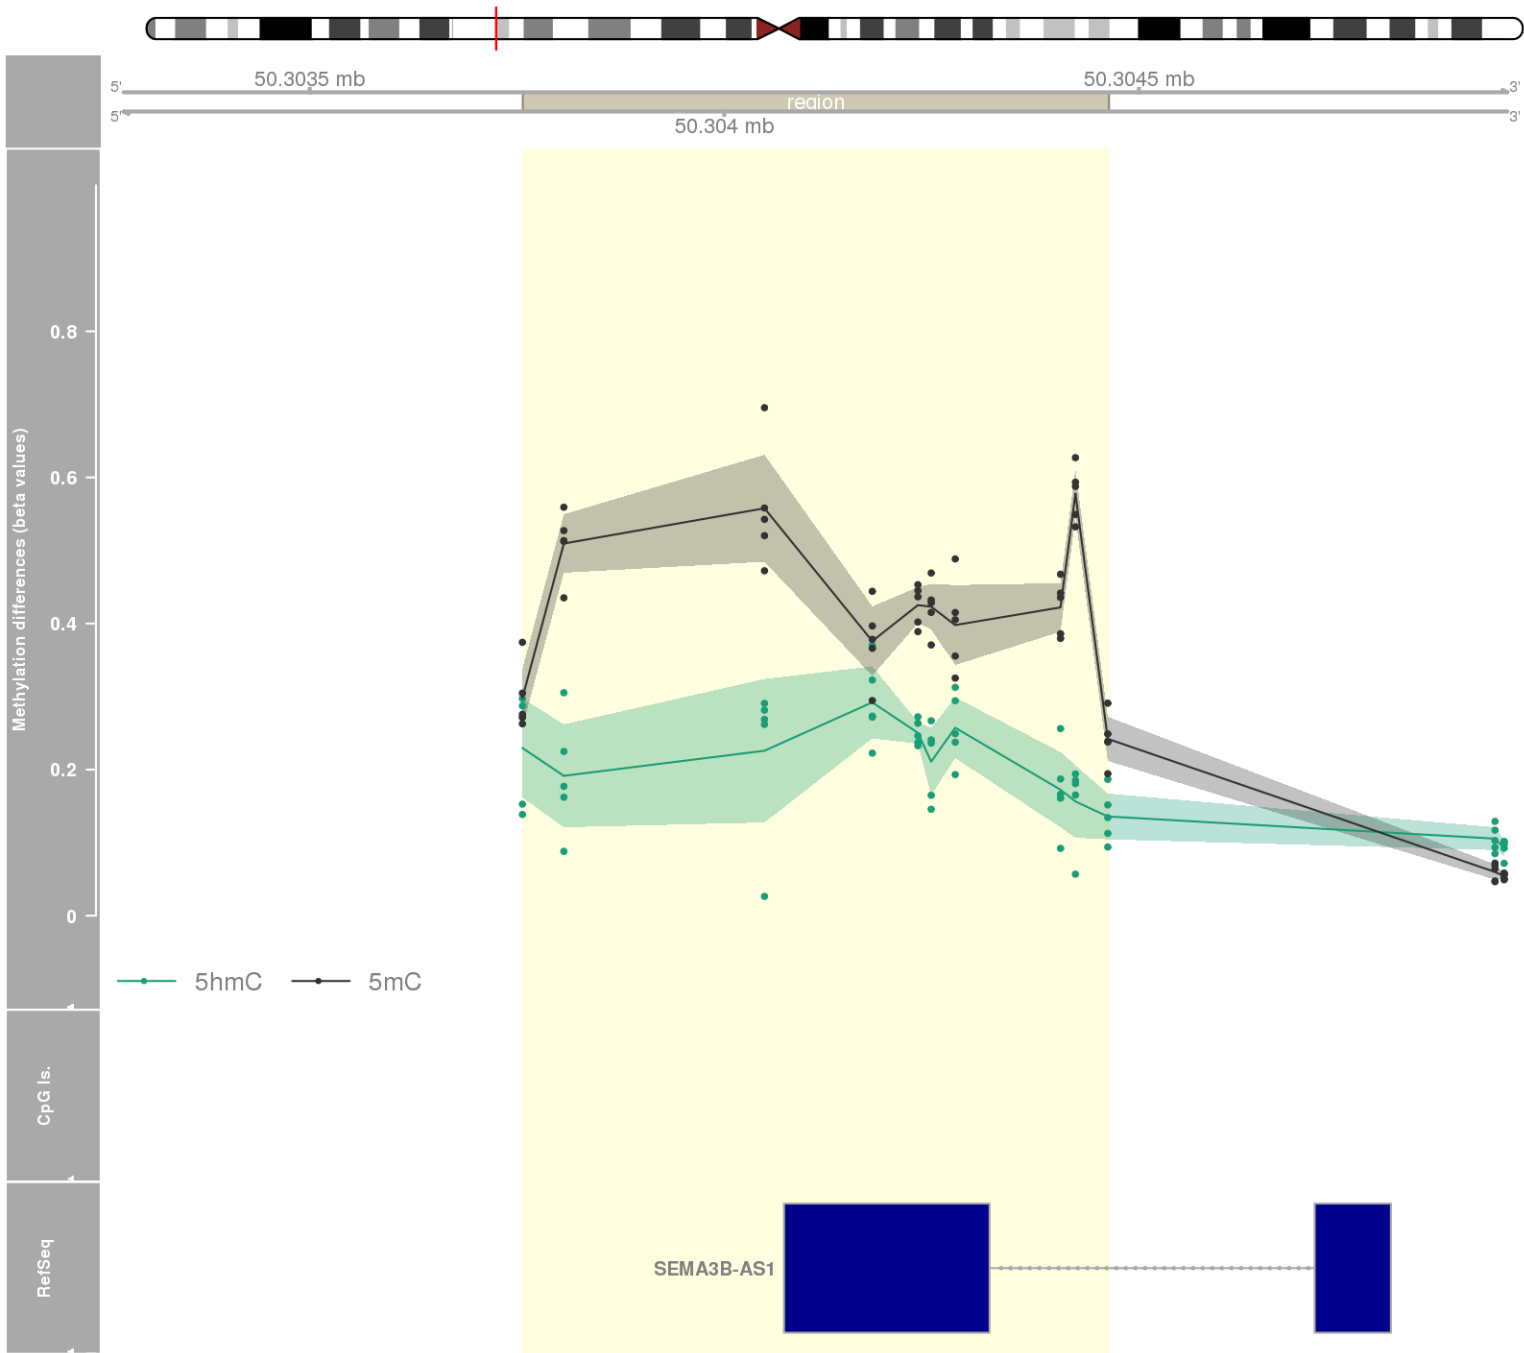 50.3035 mb
50.3045 mb
5'
3'
region
5'
3'
50.304 mb
Methylation differences (beta values)
0.8
0.6
0.4
0.2
0
5hmC
5mC
CpG Is.
RefSeq
SEMA3B-AS1